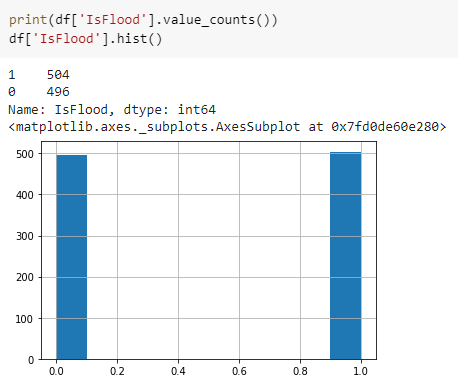 print(df['IsFlood'].value_counts())
df['IsFlood'].hist()
1    504
0    496
Name: IsFlood, dtype: int64
<matplotlib.axes._subplots.AxesSubplot at 0x7fd0de60e280>
500
400
300
200
100
0
0.0 0.2 0.4 0.6 0.8 1.0